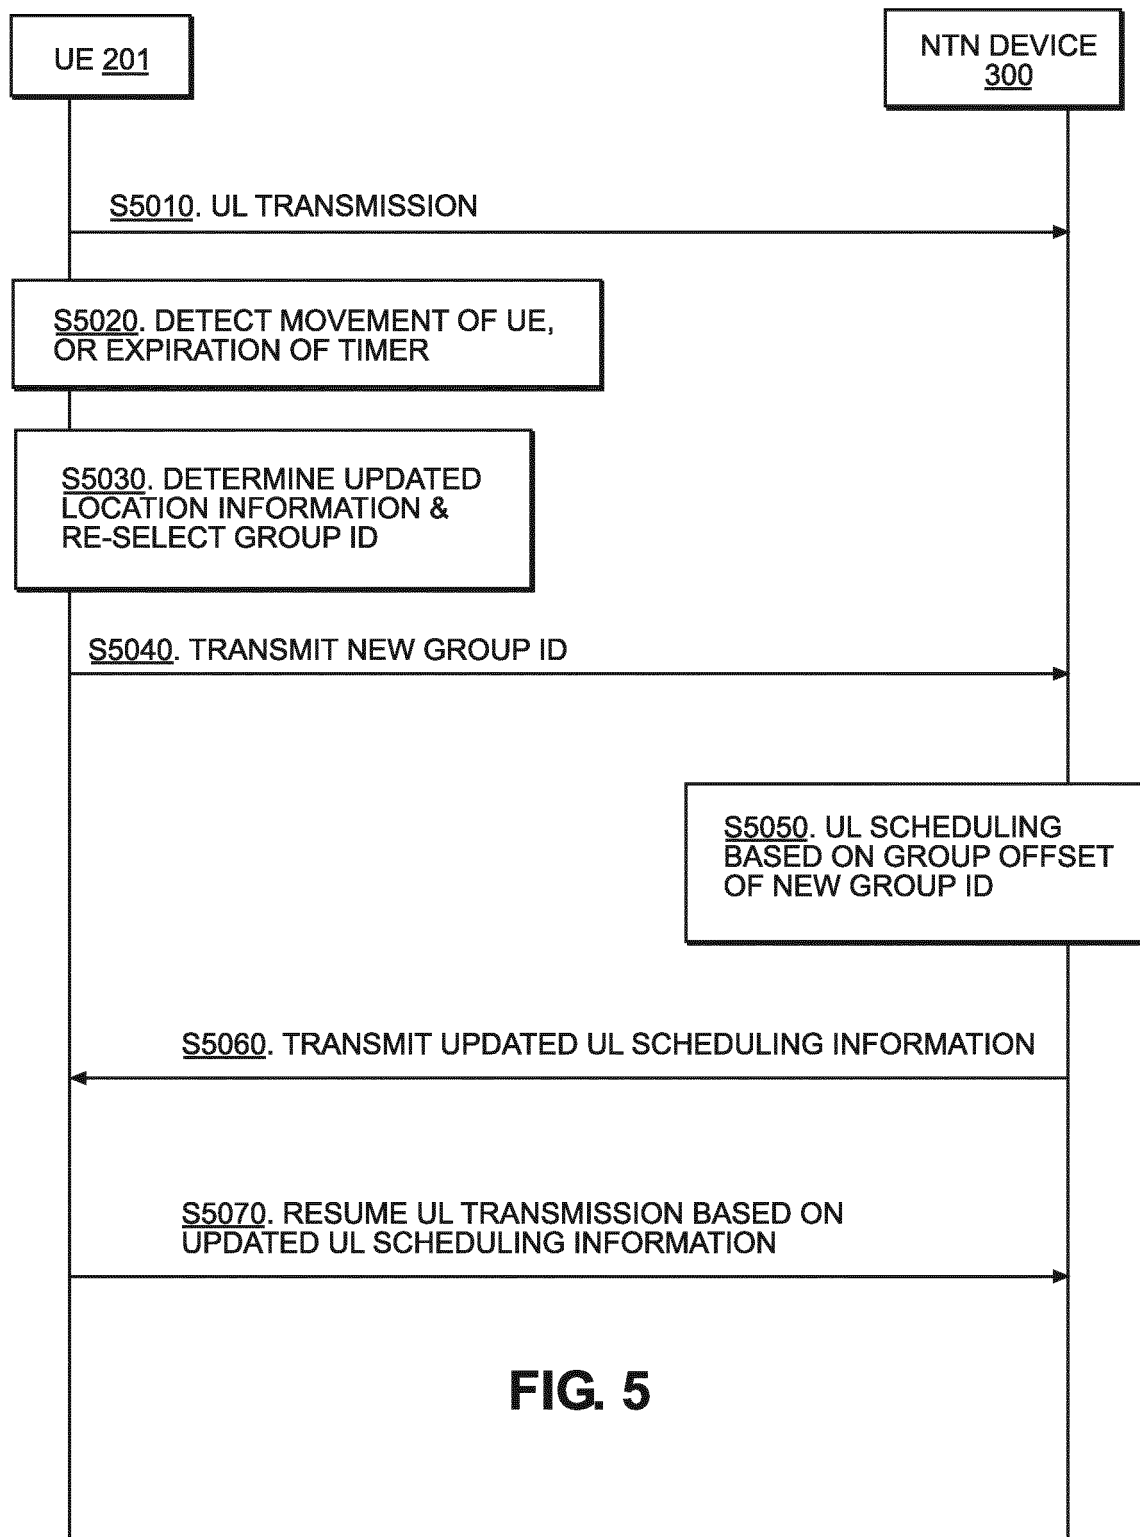 UE 201
NTN DEVICE
300
S5010. UL TRANSMISSION
S5020. DETECT MOVEMENT OF UE,
OR EXPIRATION OF TIMER
S5030. DETERMINE UPDATED
LOCATION INFORMATION &
RE-SELECT GROUP ID
S5040. TRANSMIT NEW GROUP ID
S5050. UL SCHEDULING
BASED ON GROUP OFFSET
OF NEW GROUP ID
S5060. TRANSMIT UPDATED UL SCHEDULING INFORMATION
S5070. RESUME UL TRANSMISSION BASED ON
UPDATED UL SCHEDULING INFORMATION
FIG. 5